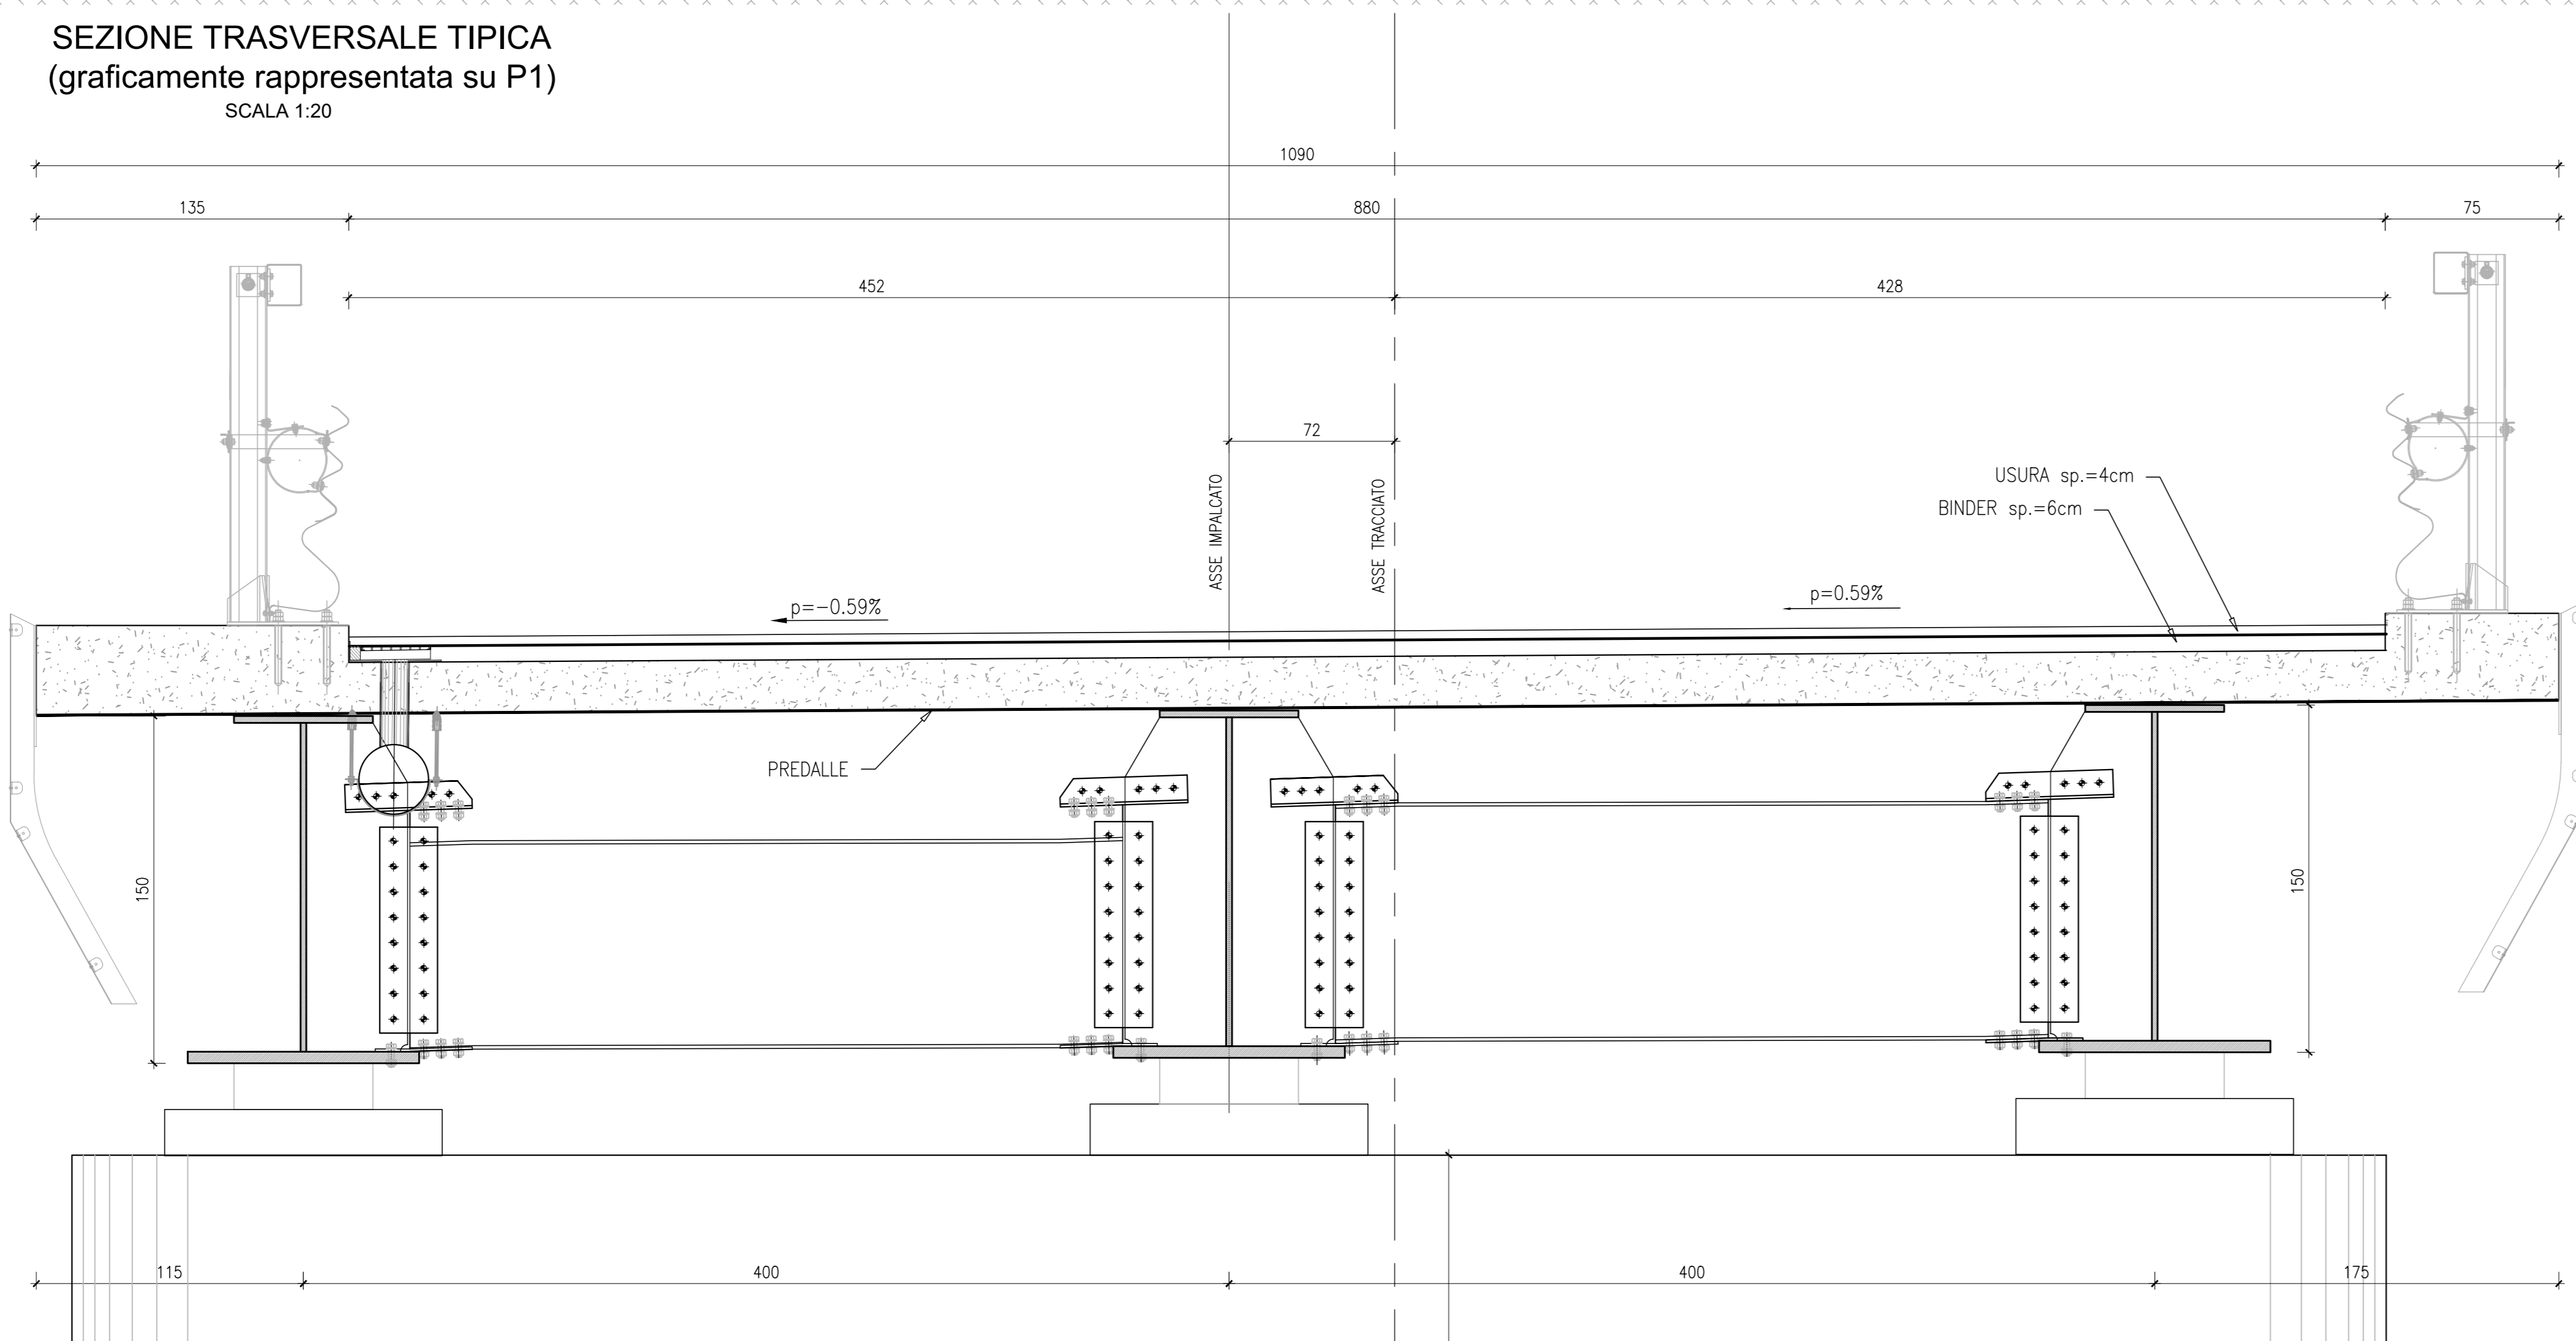 SEZIONE TRASVERSALE TIPICA
(graficamente rappresentata su P1)
SCALA 1:20
1090
135
880
75
452
428
72
ASSE IMPALCATO
ASSE TRACCIATO
USURA sp.=4cm
BINDER sp.=6cm
p=-0.59%
p=0.59%
PREDALLE
150
150
115
400
400
175